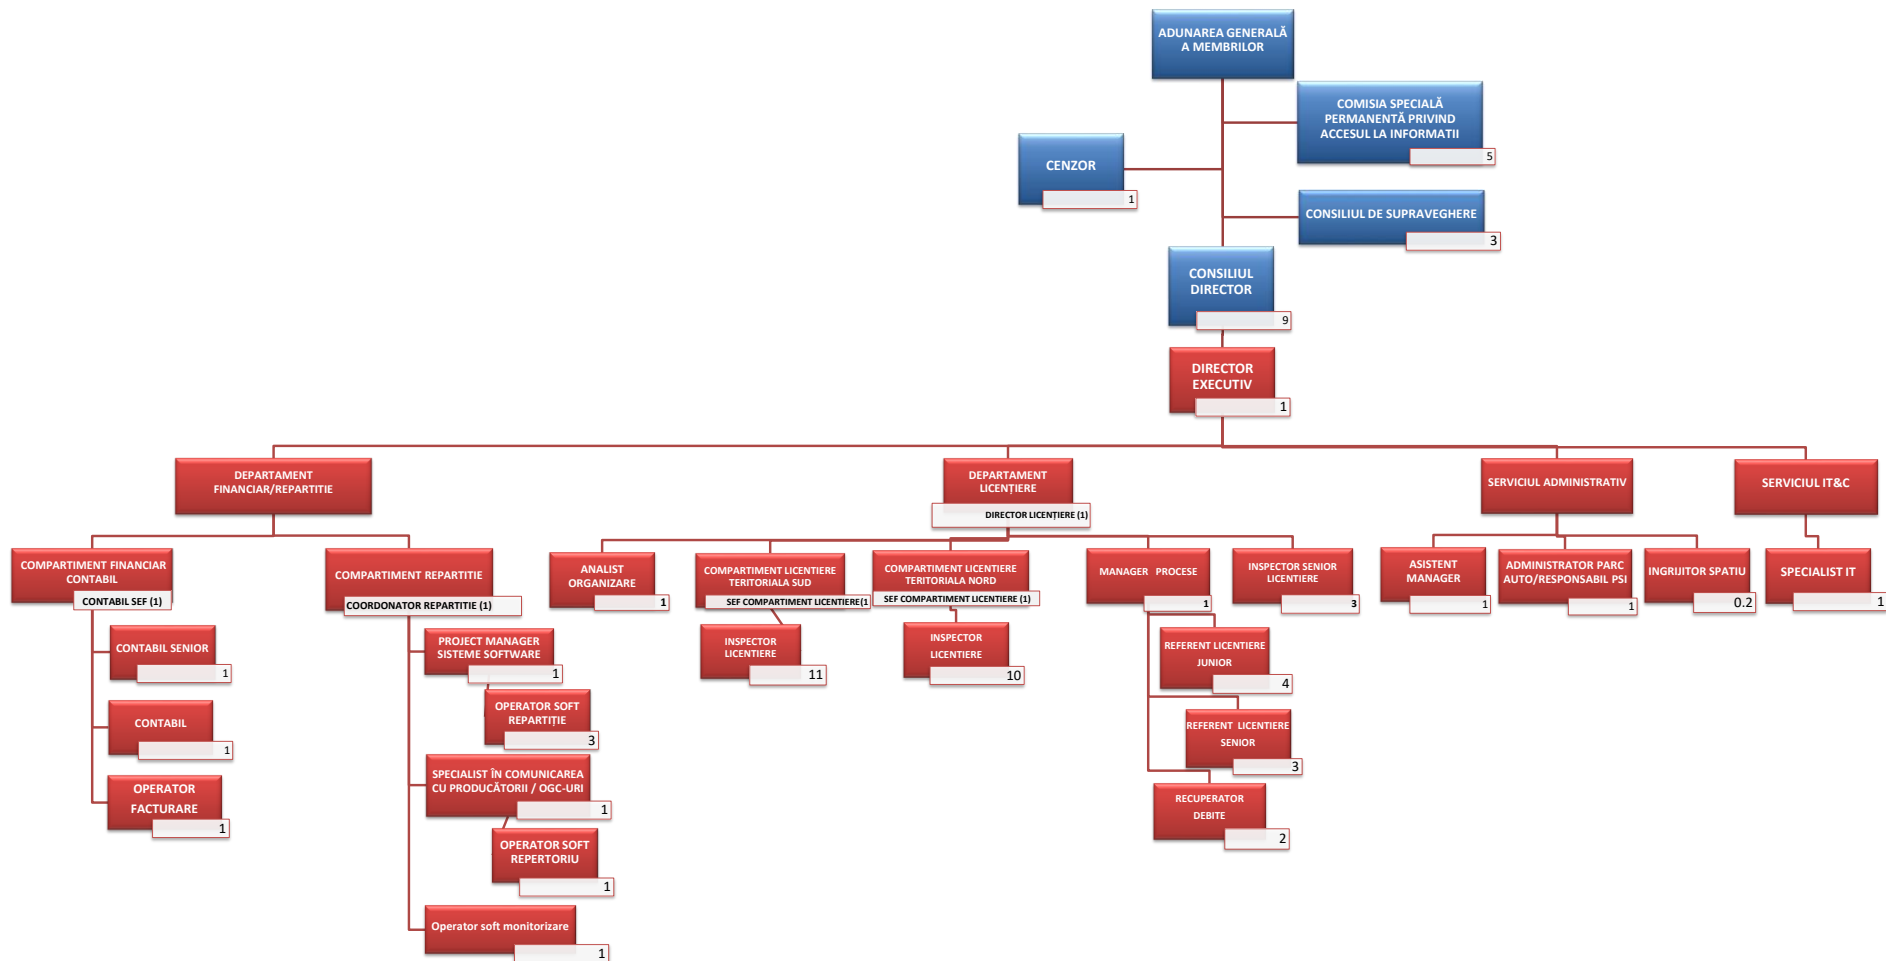 ADUNAREA GENERALĂ
A MEMBRILOR
COMISIA SPECIALĂ
PERMANENTĂ PRIVIND
ACCESUL LA INFORMATII
5
CENZOR
1
CONSILIUL DE SUPRAVEGHERE
3
CONSILIUL
DIRECTOR
9
DIRECTOR
EXECUTIV
1
DEPARTAMENT
FINANCIAR/REPARTITIE
DEPARTAMENT
LICENȚIERE
DIRECTOR LICENȚIERE (1)
SERVICIUL ADMINISTRATIV
SERVICIUL IT&C
COMPARTIMENT FINANCIAR
CONTABIL
CONTABIL SEF (1)
COMPARTIMENT REPARTITIE
COORDONATOR REPARTITIE (1)
ANALIST
ORGANIZARE
1
COMPARTIMENT LICENTIERE
TERITORIALA SUD
SEF COMPARTIMENT LICENTIERE(1
COMPARTIMENT LICENTIERE
TERITORIALA NORD
SEF COMPARTIMENT LICENTIERE (1)
MANAGER PROCESE
1
INSPECTOR SENIOR
LICENTIERE
3
ASISTENT
MANAGER
1
ADMINISTRATOR PARC
AUTO/RESPONSABIL PSI
1
INGRIJITOR SPATIU
0.2
SPECIALIST IT
1
CONTABIL SENIOR
1
CONTABIL
1
OPERATOR
FACTURARE
1
PROJECT MANAGER
SISTEME SOFTWARE
1
OPERATOR SOFT
REPARTIȚIE
3
SPECIALIST ÎN COMUNICAREA
CU PRODUCĂTORII / OGC-URI
1
OPERATOR SOFT
REPERTORIU
1
Operator soft monitorizare
1
INSPECTOR
LICENTIERE
11
INSPECTOR
LICENTIERE
10
REFERENT LICENTIERE
JUNIOR
4
REFERENT LICENTIERE
SENIOR
3
RECUPERATOR
DEBITE
2